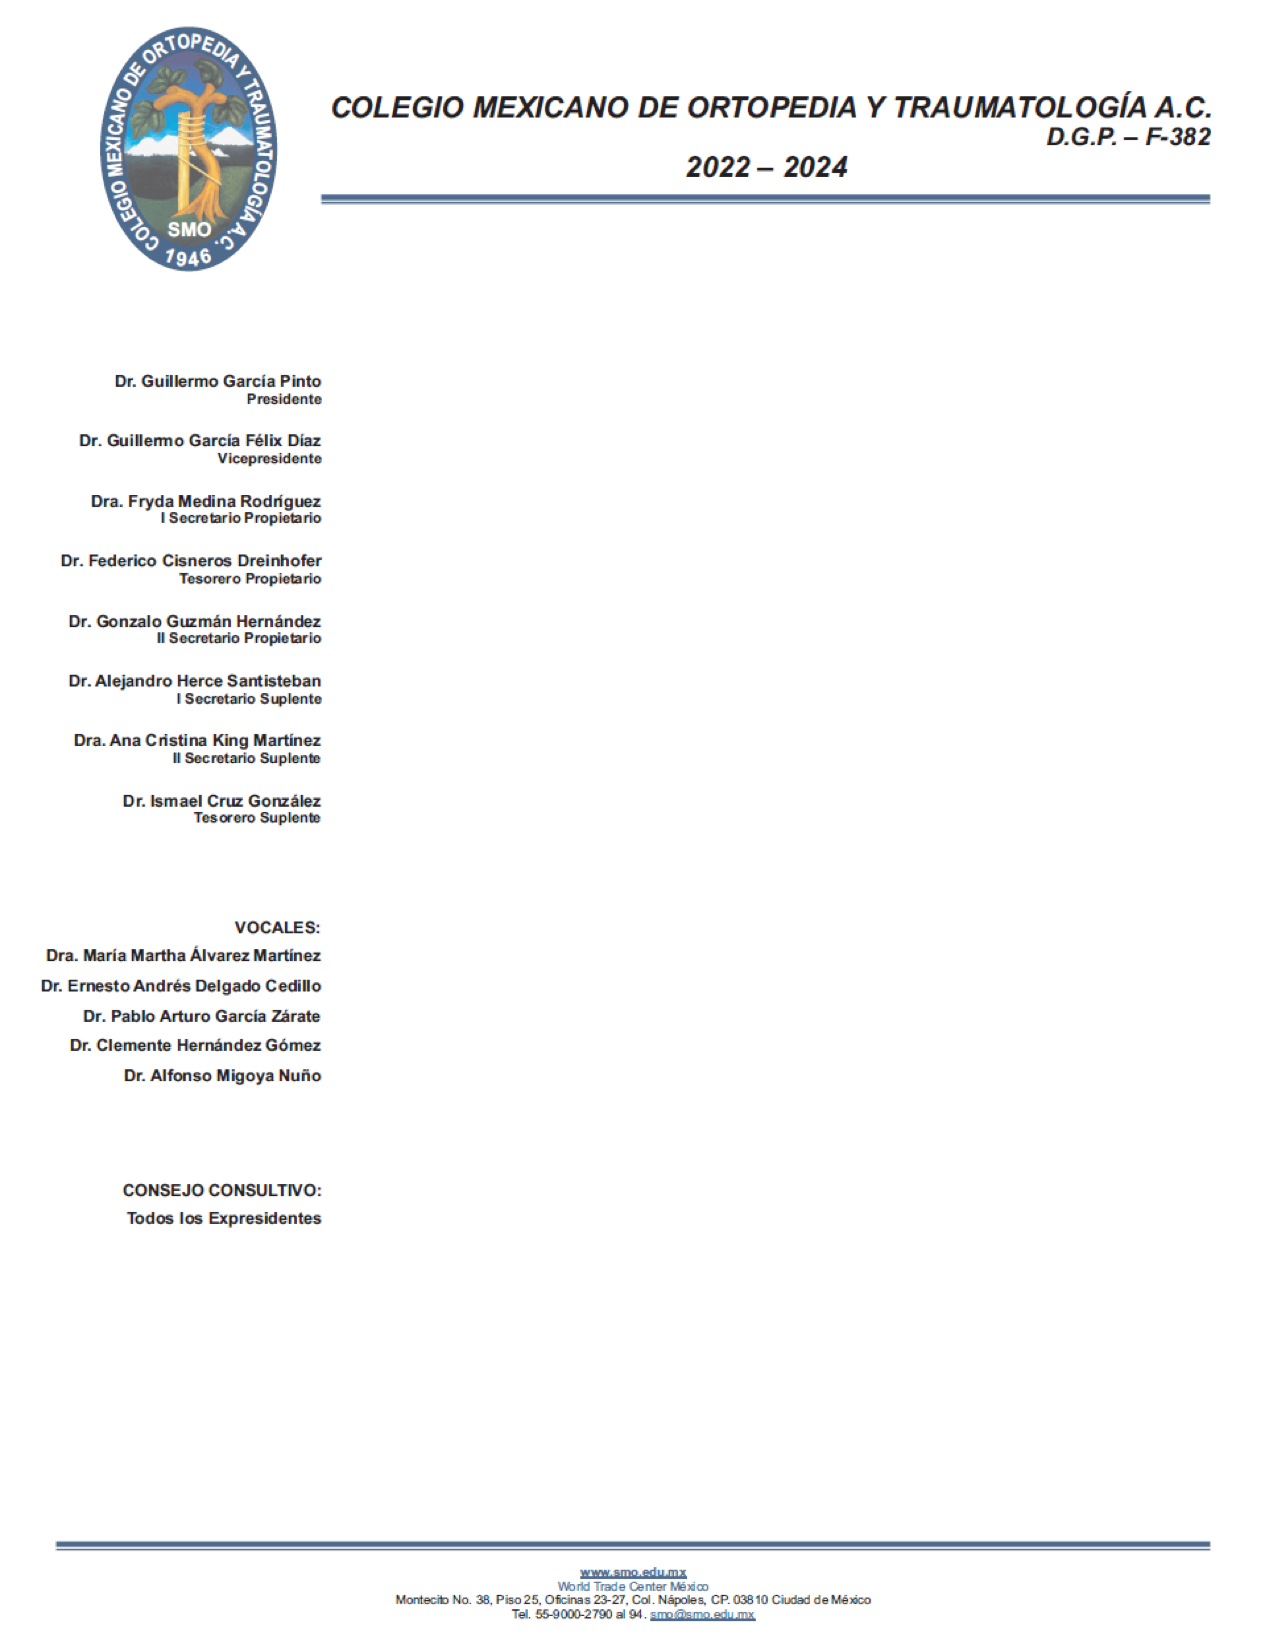 COLEGIO MEXICANO DE ORTOPEDIA Y TRAUMATOLOGÍA A.C.
SMO
1946
COLEGIO MEXICANO DE ORTOPEDIA Y TRAUMATOLOGÍA A.C.
D.G.P. – F-382
2022 – 2024
Dr. Guillermo García Pinto
Presidente
Dr. Guillermo García Félix Díaz
Vicepresidente
Dra. Fryda Medina Rodríguez
I Secretario Propietario
Dr. Federico Cisneros Dreinhofer
Tesorero Propietario
Dr. Gonzalo Guzmán Hernández
II Secretario Propietario
Dr. Alejandro Herce Santisteban
I Secretario Suplente
Dra. Ana Cristina King Martínez
II Secretario Suplente
Dr. Ismael Cruz González
Tesorero Suplente
VOCALES:
Dra. María Martha Álvarez Martínez
Dr. Ernesto Andrés Delgado Cedillo
Dr. Pablo Arturo García Zárate
Dr. Clemente Hernández Gómez
Dr. Alfonso Migoya Nuño
CONSEJO CONSULTIVO:
Todos los Expresidentes
www.smo.edu.mx
World Trade Center México
Montecito No. 38, Piso 25, Oficinas 23-27, Col. Nápoles, CP. 03810 Ciudad de México
Tel. 55-9000-2790 al 94. smo@smo.edu.mx